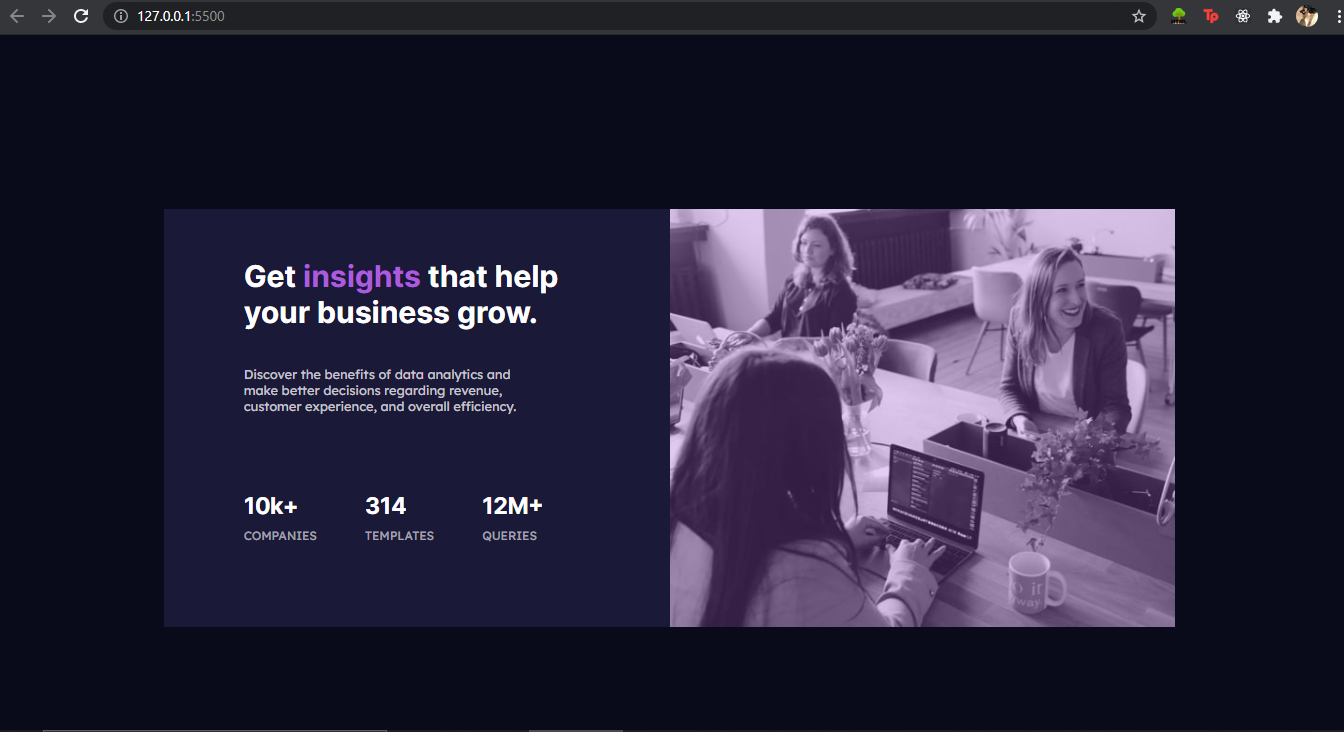 127.0.0.1:5500
Tp
Get insights that help
your business grow.
Discover the benefits of data analytics and
make better decisions regarding revenue,
customer experience, and overall efficiency.
10k+ 314 12M+
COMPANIES TEMPLATES QUERIES